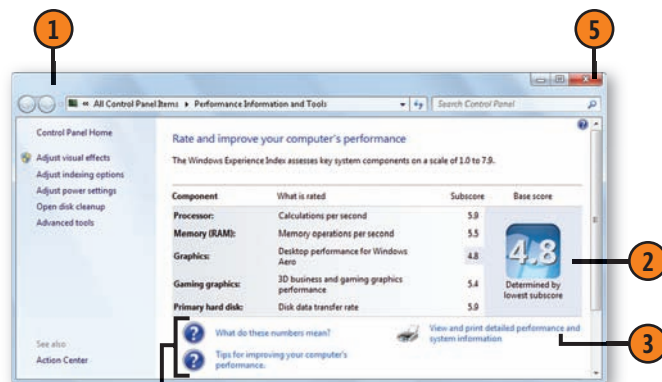 1
5
All Control Panel Items ▸ Performance Information and Tools
Search Control Panel
Control Panel Home
Adjust visual effects
Adjust indexing options
Adjust power settings
Open disk cleanup
Advanced tools
See also
Action Center
Rate and improve your computer's performance
The Windows Experience Index assesses key system components on a scale of 1.0 to 7.9.
Component What is rated Subscore Base score
Processor: Calculations per second 5.9
Memory (RAM): Memory operations per second 5.5
Graphics: Desktop performance for Windows Aero 4.8
Gaming graphics: 3D business and gaming graphics performance 5.4
Primary hard disk: Disk data transfer rate 5.9
4.8
Determined by
lowest subscore
2
What do these numbers mean?
Tips for improving your computer's
performance.
View and print detailed performance and
system information
3